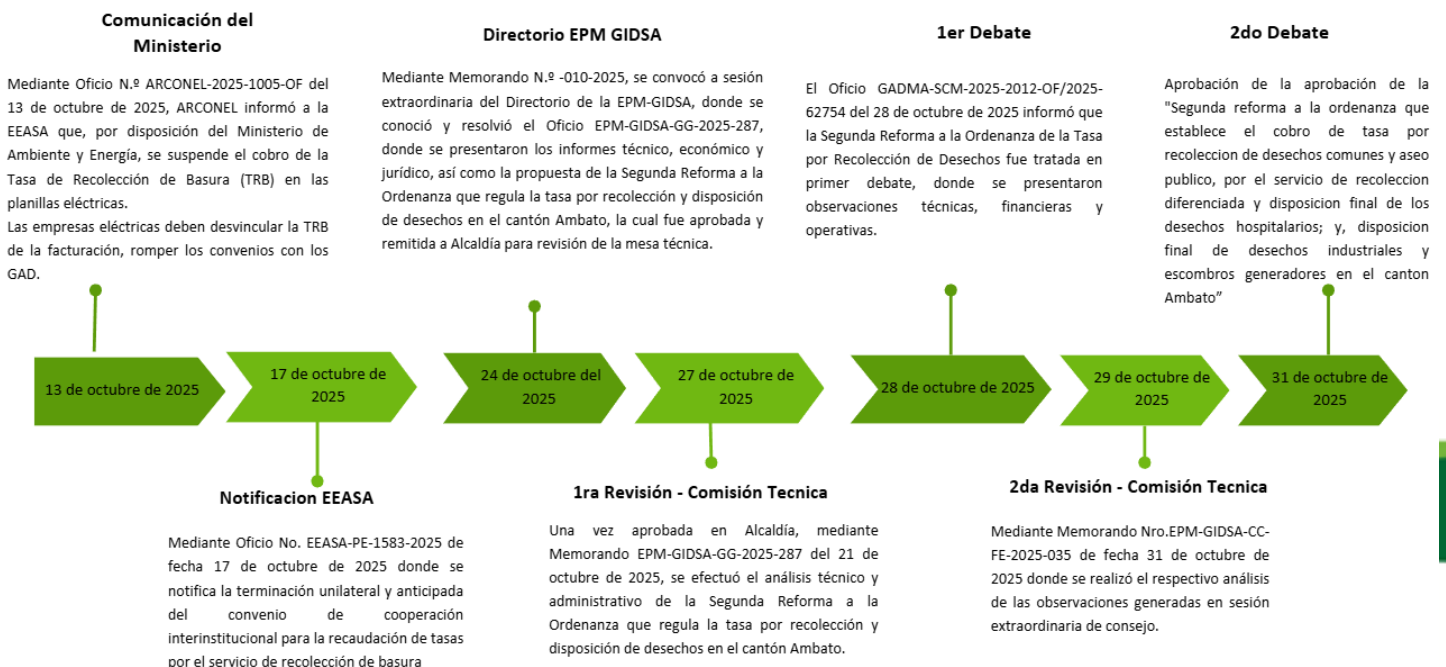 Comunicación del
Ministerio
Mediante Oficio N.º ARCONEL-2025-1005-OF del
13 de octubre de 2025, ARCONEL informó a la
EEASA que, por disposición del Ministerio de
Ambiente y Energía, se suspende el cobro de la
Tasa de Recolección de Basura (TRB) en las
planillas eléctricas.
Las empresas eléctricas deben desvincular la TRB
de la facturación, romper los convenios con los
GAD.
Directorio EPM GIDSA
Mediante Memorando N.º -010-2025, se convocó a sesión
extraordinaria del Directorio de la EPM-GIDSA, donde se
conoció y resolvió el Oficio EPM-GIDSA-GG-2025-287,
donde se presentaron los informes técnico, económico y
jurídico, así como la propuesta de la Segunda Reforma a la
Ordenanza que regula la tasa por recolección y disposición
de desechos en el cantón Ambato, la cual fue aprobada y
remitida a Alcaldía para revisión de la mesa técnica.
1er Debate
El Oficio GADMA-SCM-2025-2012-OF/2025-
62754 del 28 de octubre de 2025 informó que
la Segunda Reforma a la Ordenanza de la Tasa
por Recolección de Desechos fue tratada en
primer debate, donde se presentaron
observaciones técnicas, financieras y
operativas.
2do Debate
Aprobación de la aprobación de la
"Segunda reforma a la ordenanza que
establece el cobro de tasa por
recoleccion de desechos comunes y aseo
publico, por el servicio de recoleccion
diferenciada y disposicion final de los
desechos hospitalarios; y, disposicion
final de desechos industriales y
escombros generadores en el canton
Ambato”
13 de octubre de 2025
17 de octubre de
2025
24 de octubre del
2025
27 de octubre de
2025
28 de octubre de 2025
29 de octubre de
2025
31 de octubre de
2025
Notificacion EEASA
Mediante Oficio No. EEASA-PE-1583-2025 de
fecha 17 de octubre de 2025 donde se
notifica la terminación unilateral y anticipada
del convenio de cooperación
interinstitucional para la recaudación de tasas
por el servicio de recolección de basura
1ra Revisión - Comisión Tecnica
Una vez aprobada en Alcaldía, mediante
Memorando EPM-GIDSA-GG-2025-287 del 21 de
octubre de 2025, se efectuó el análisis técnico y
administrativo de la Segunda Reforma a la
Ordenanza que regula la tasa por recolección y
disposición de desechos en el cantón Ambato.
2da Revisión - Comisión Tecnica
Mediante Memorando Nro.EPM-GIDSA-CC-
FE-2025-035 de fecha 31 de octubre de
2025 donde se realizó el respectivo análisis
de las observaciones generadas en sesión
extraordinaria de consejo.